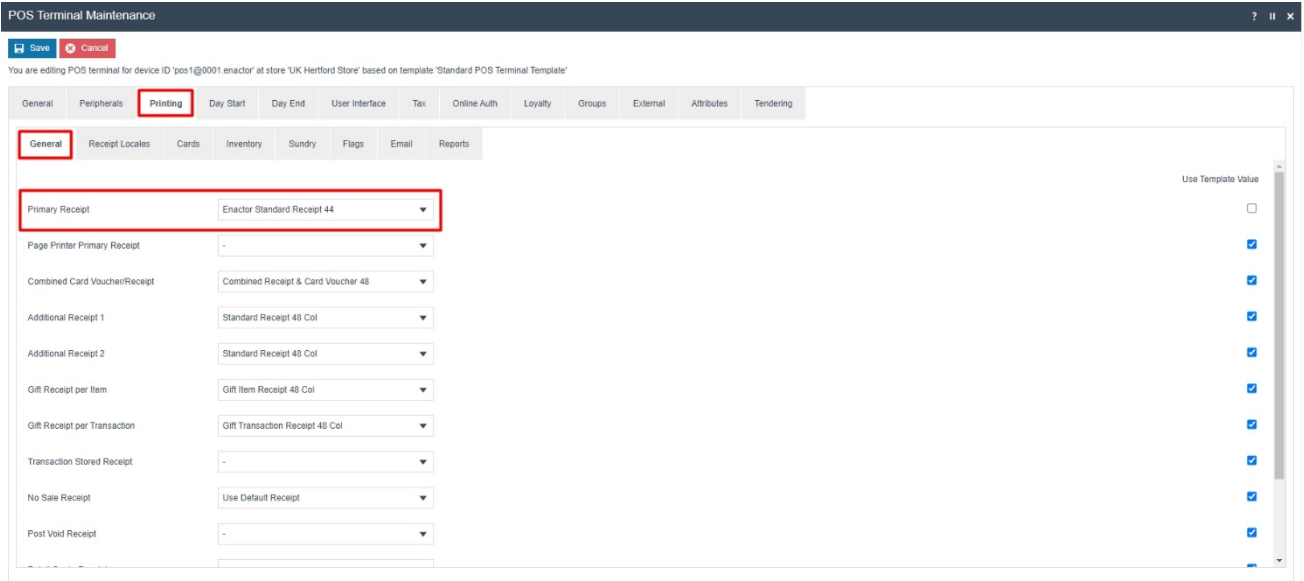 POS Terminal Maintenance
?
Save Cancel
You are editing POS terminal for device ID 'pos1@0001.enactor' at store 'UK Hertford Store' based on template 'Standard POS Terminal Template'
General Peripherals Printing Day Start Day End User Interface Tax Online Auth Loyalty Groups External Attributes Tendering
General Receipt Locales Cards Inventory Sundry Flags Email Reports
Use Template Value
Primary Receipt Enactor Standard Receipt 44
Page Printer Primary Receipt -
Combined Card Voucher/Receipt Combined Receipt & Card Voucher 48
Additional Receipt 1 Standard Receipt 48 Col
Additional Receipt 2 Standard Receipt 48 Col
Gift Receipt per Item Gift Item Receipt 48 Col
Gift Receipt per Transaction Gift Transaction Receipt 48 Col
Transaction Stored Receipt -
No Sale Receipt Use Default Receipt
Post Void Receipt -